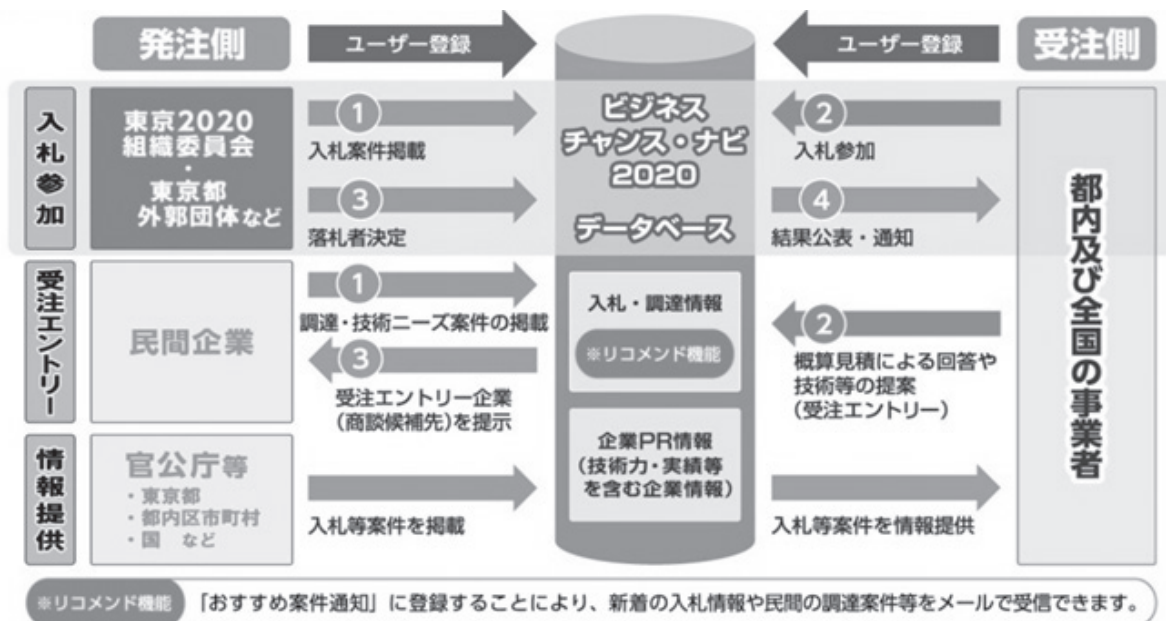 発注側
ユーザー登録
ユーザー登録
受注側
入札参加
東京2020
組織委員会
・
東京都
外郭団体など
①
入札案件掲載
③
落札者決定
ビジネス
チャンス・ナビ
2020
データベース
②
入札参加
④
結果公表・通知
都内及び全国の事業者
受注エントリー
民間企業
①
調達・技術ニーズ案件の掲載
③
受注エントリー企業
(商談候補先)を提示
入札・調達情報
※リコメンド機能
②
概算見積による回答や
技術等の提案
(受注エントリー)
情報提供
官公庁等
・東京都
・都内区市町村
・国 など
入札等案件を掲載
企業PR情報
(技術力・実績等
を含む企業情報)
入札等案件を情報提供
※リコメンド機能 「おすすめ案件通知」に登録することにより、新着の入札情報や民間の調達案件等をメールで受信できます。